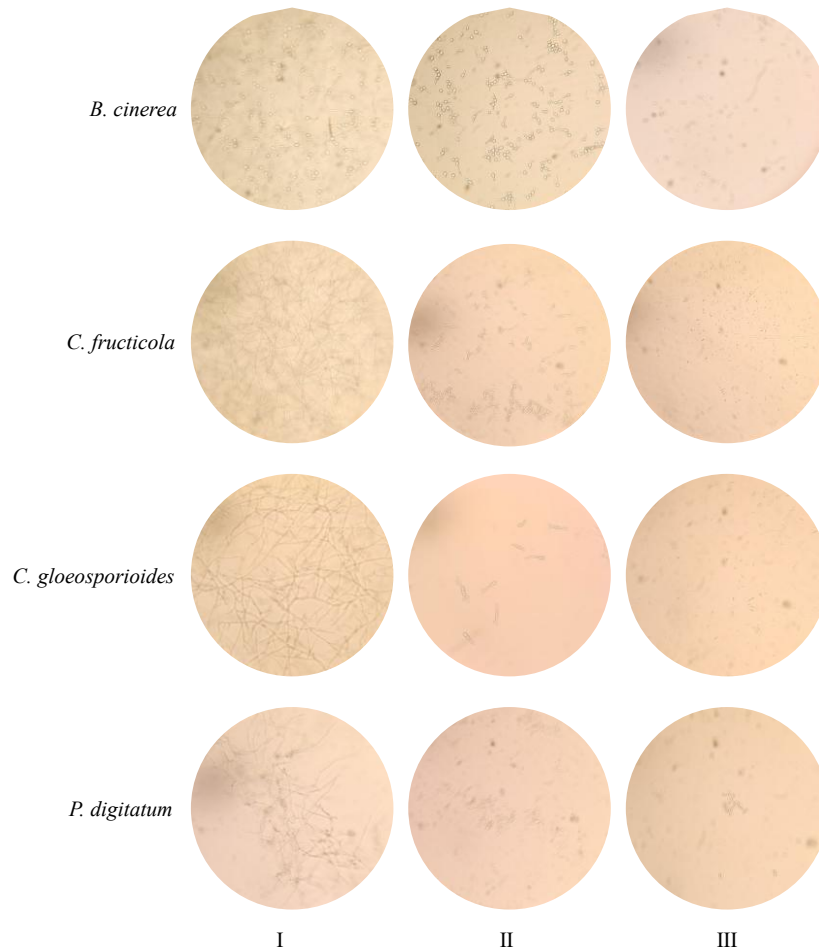 B. cinerea
C. fructicola
C. gloeosporioides
P. digitatum
I II III